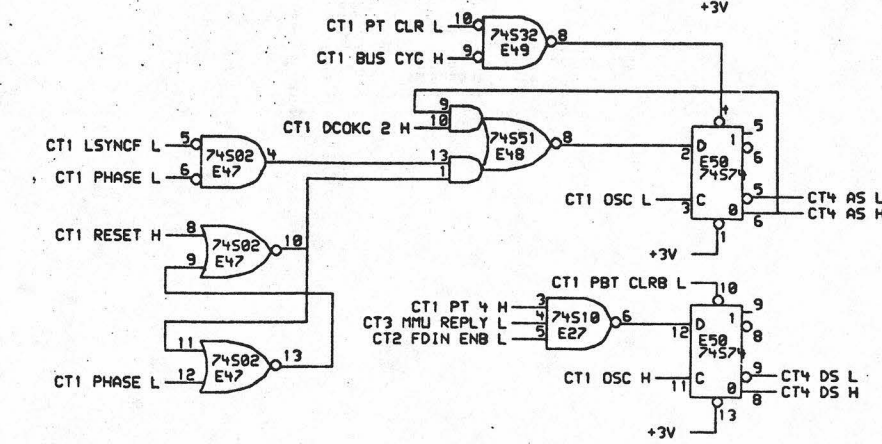 +3V
CT1 PT CLR L 10
74S32
E49
8
CT1 BUS CYC H 9
9
CT1 DCOKC 2 H 10
74S51
E48
8
4
CT1 LSYNCF L 5
74S02
E47
4
13
CT1 PHASE L 6
1
D 1 5
2
6
E50
74S74
CT1 OSC L
3
C
5 CT4 AS L
0
6 CT4 AS H
1
+3V
CT1 RESET H 8
74S02
E47
10
9
CT1 PBT CLRB L 10
CT1 PT 4 H 3
CT3 MMU REPLY L 4
CT2 FDIN ENB L 5
74S10
E27
6
12
D 1 9
8
E50
74S74
11
74S02
E47
13
CT1 PHASE L 12
CT1 OSC H
11
C
9 CT4 DS L
0
8 CT4 DS H
13
+3V